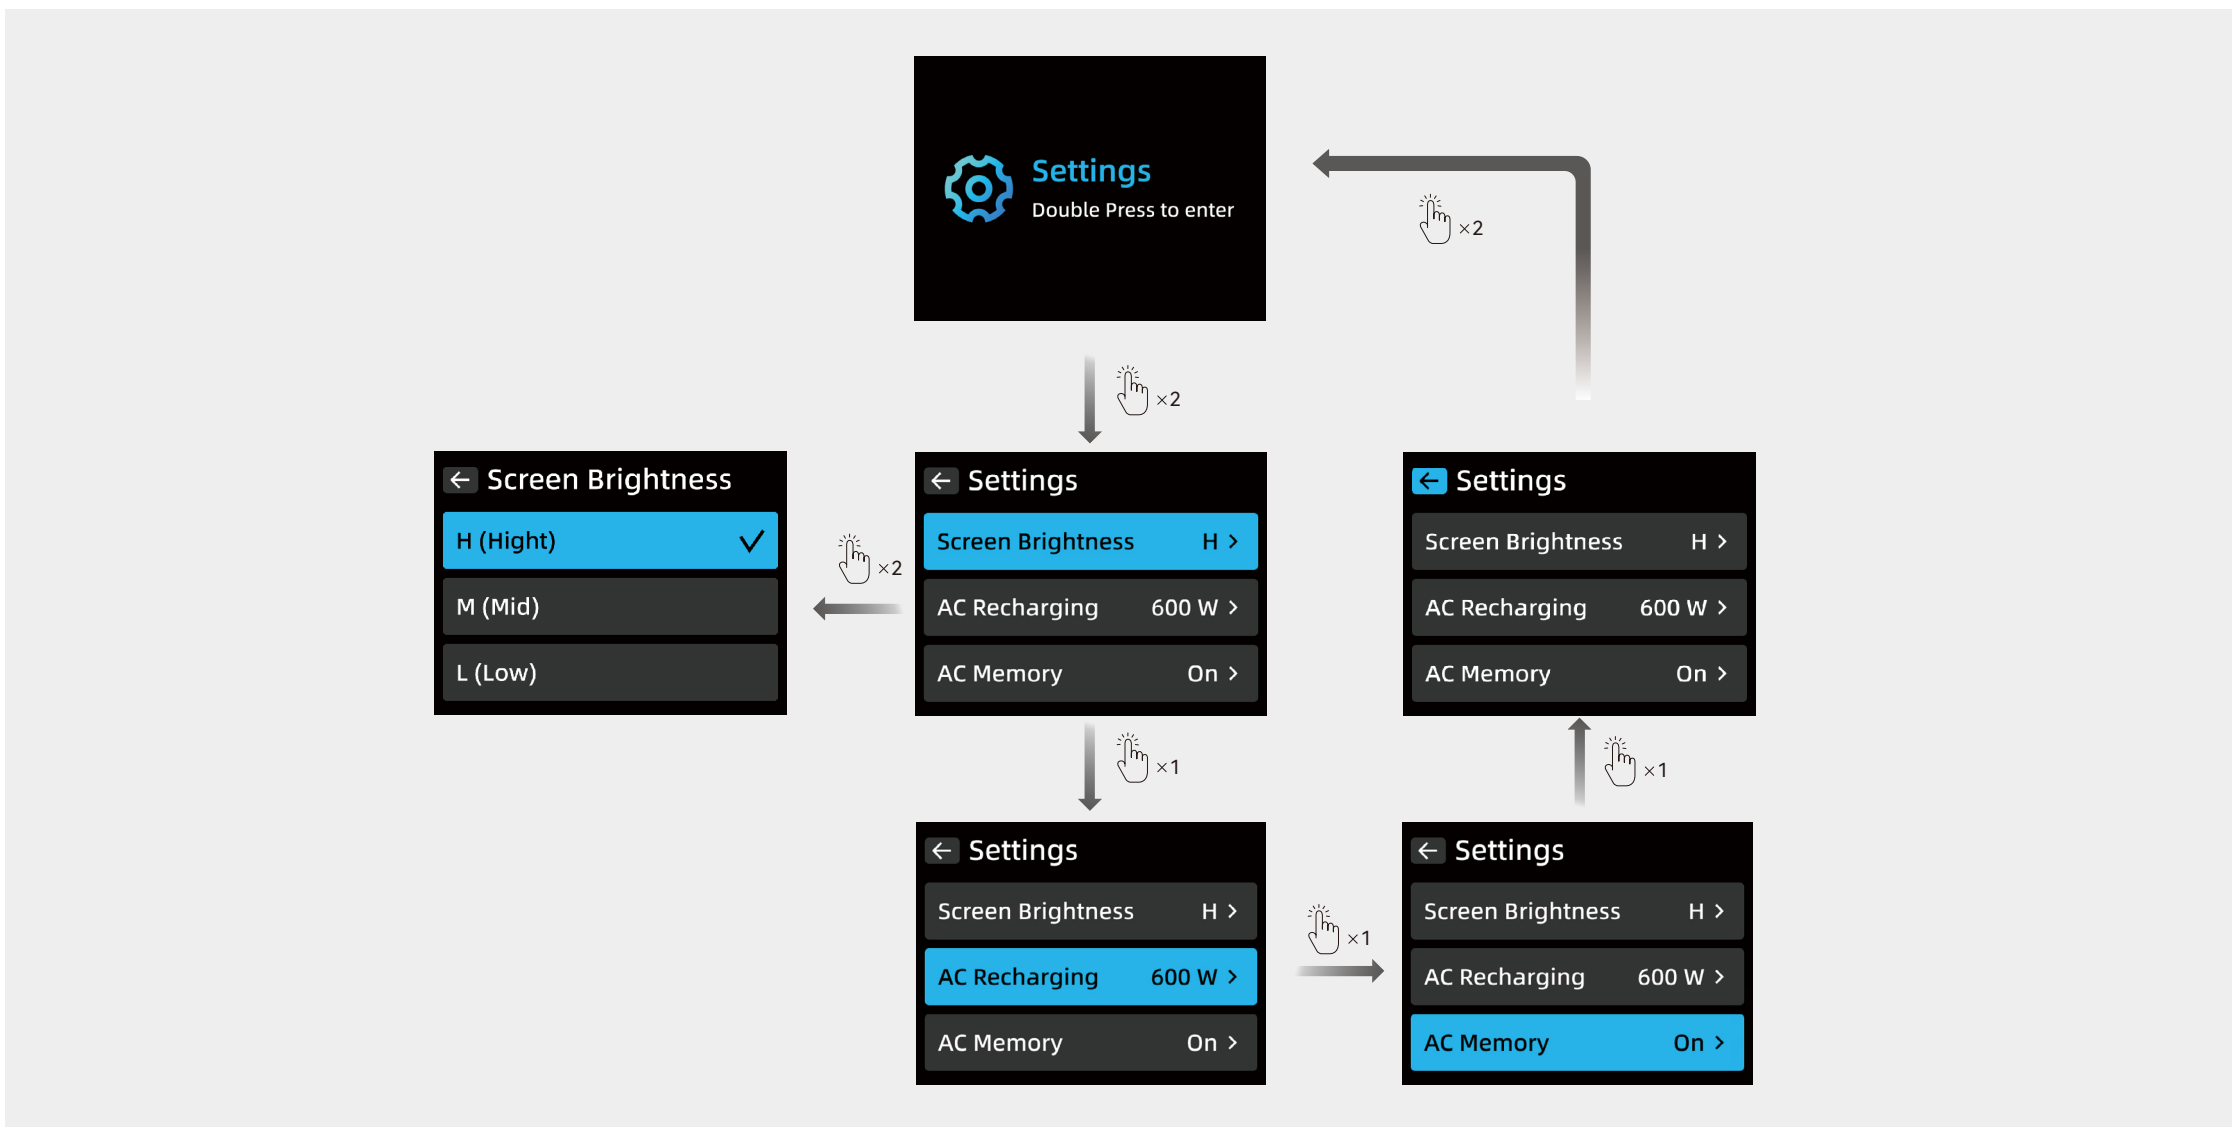 Settings
Double Press to enter
×2
×2
Screen Brightness
H (Hight)
M (Mid)
L (Low)
×2
Settings
Screen Brightness H >
AC Recharging 600 W >
AC Memory On >
Settings
Screen Brightness H >
AC Recharging 600 W >
AC Memory On >
×1
×1
Settings
Screen Brightness H >
AC Recharging 600 W >
AC Memory On >
×1
Settings
Screen Brightness H >
AC Recharging 600 W >
AC Memory On >